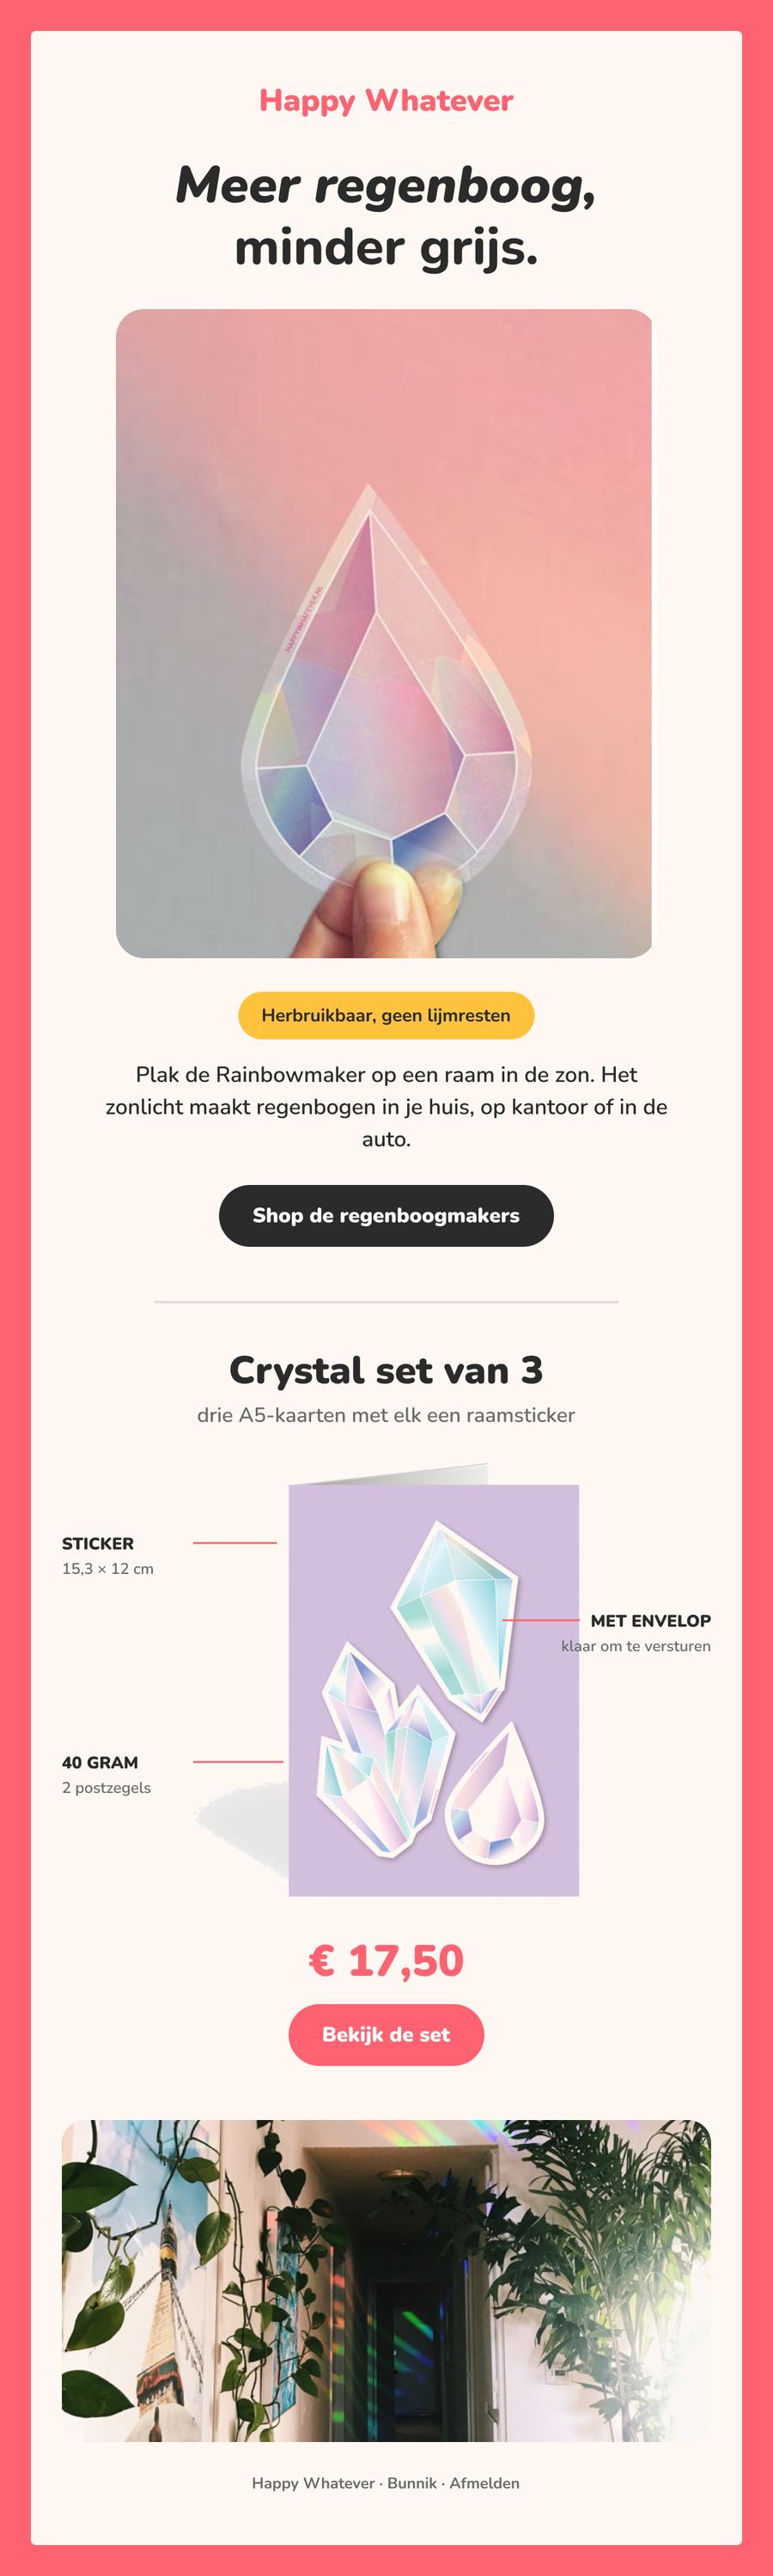 Happy Whatever
Meer regenboog,
minder grijs.
HAPPYWHATEVER.NL
Herbruikbaar, geen lijmresten
Plak de Rainbowmaker op een raam in de zon. Het
zonlicht maakt regenbogen in je huis, op kantoor of in de
auto.
Shop de regenboogmakers
Crystal set van 3
drie A5-kaarten met elk een raamsticker
STICKER
15,3 × 12 cm
MET ENVELOP
klaar om te versturen
40 GRAM
2 postzegels
€ 17,50
Bekijk de set
Happy Whatever · Bunnik · Afmelden